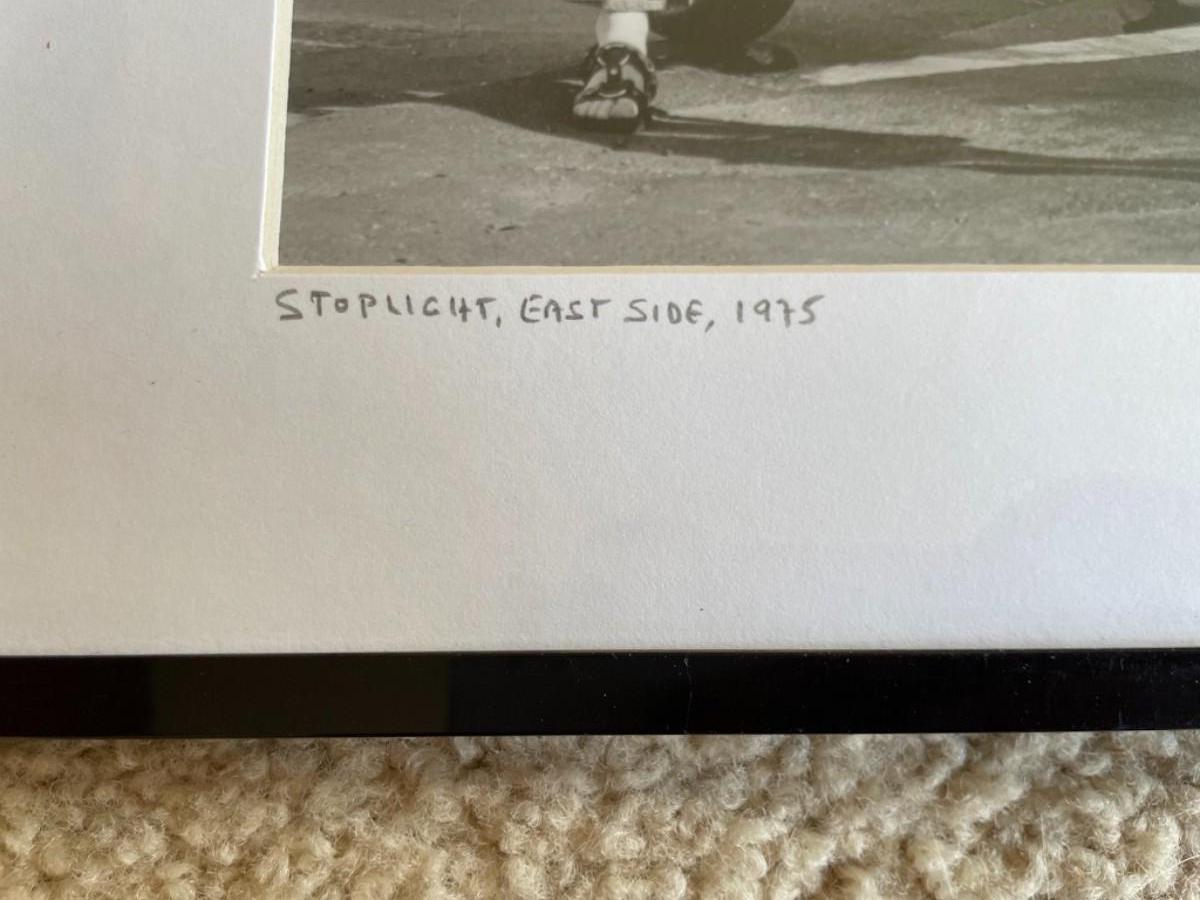 STOPLIGHT, EAST SIDE, 1975